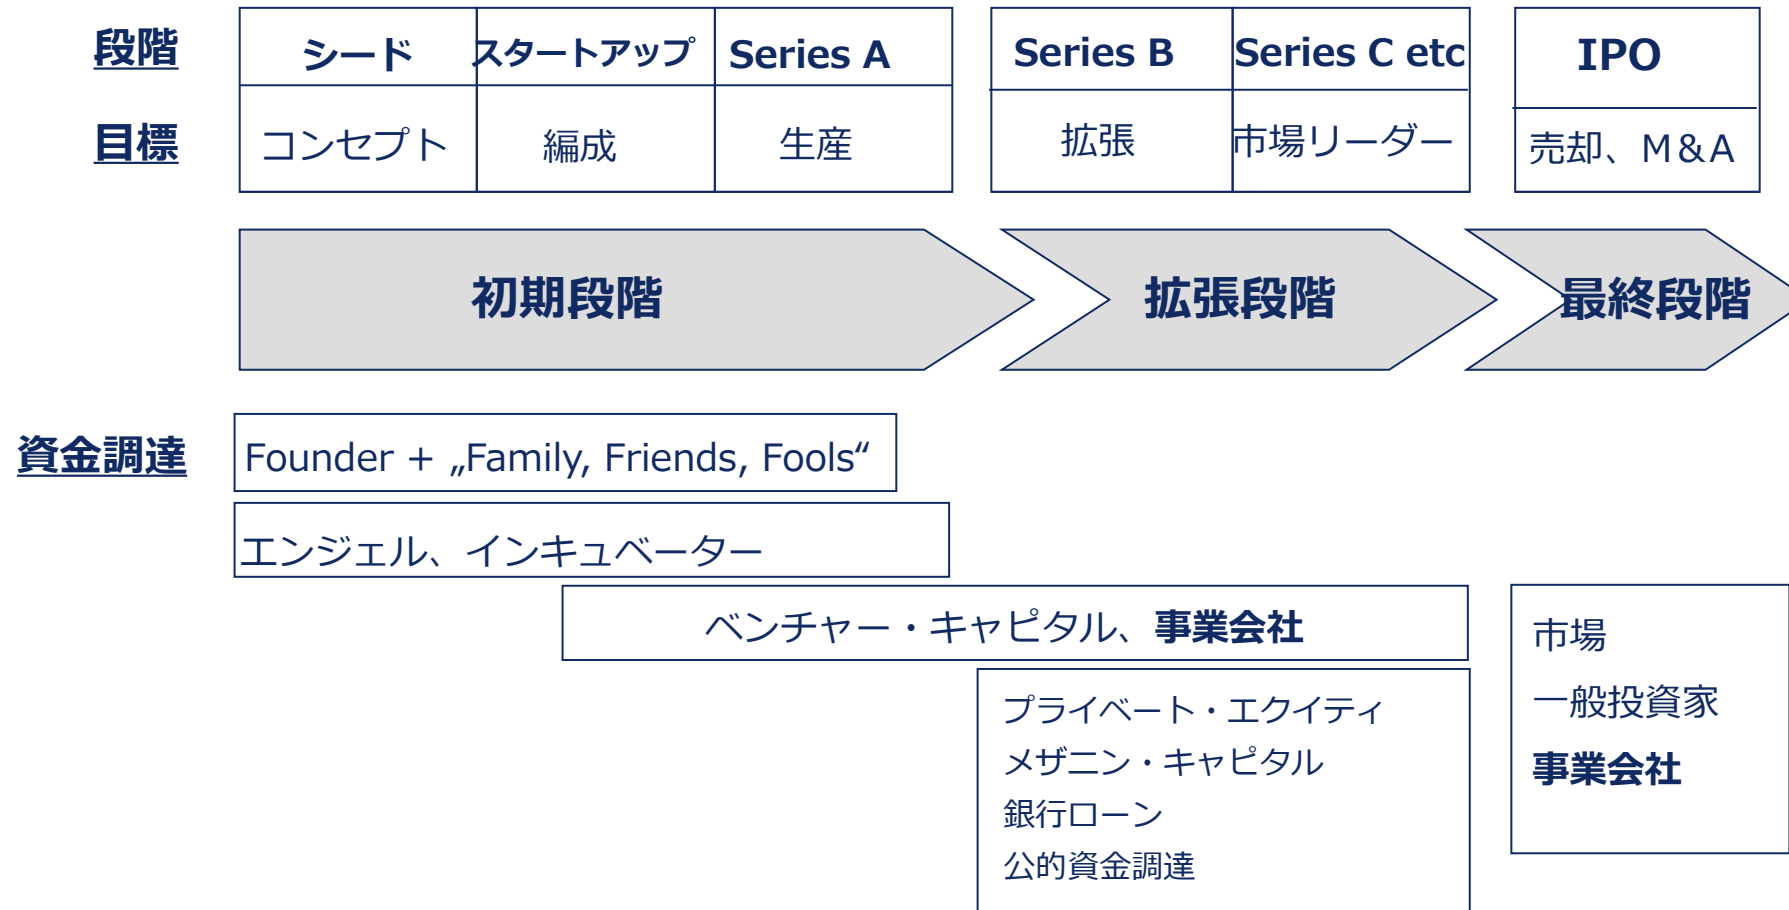 段階 シード スタートアップ Series A Series B Series C etc IPO
目標 コンセプト 編成 生産 拡張 市場リーダー 売却、M＆A
初期段階 拡張段階 最終段階
資金調達 Founder + „Family, Friends, Fools“
エンジェル、インキュベーター
ベンチャー・キャピタル、事業会社
プライベート・エクイティ
メザニン・キャピタル
銀行ローン
公的資金調達
市場
一般投資家
事業会社